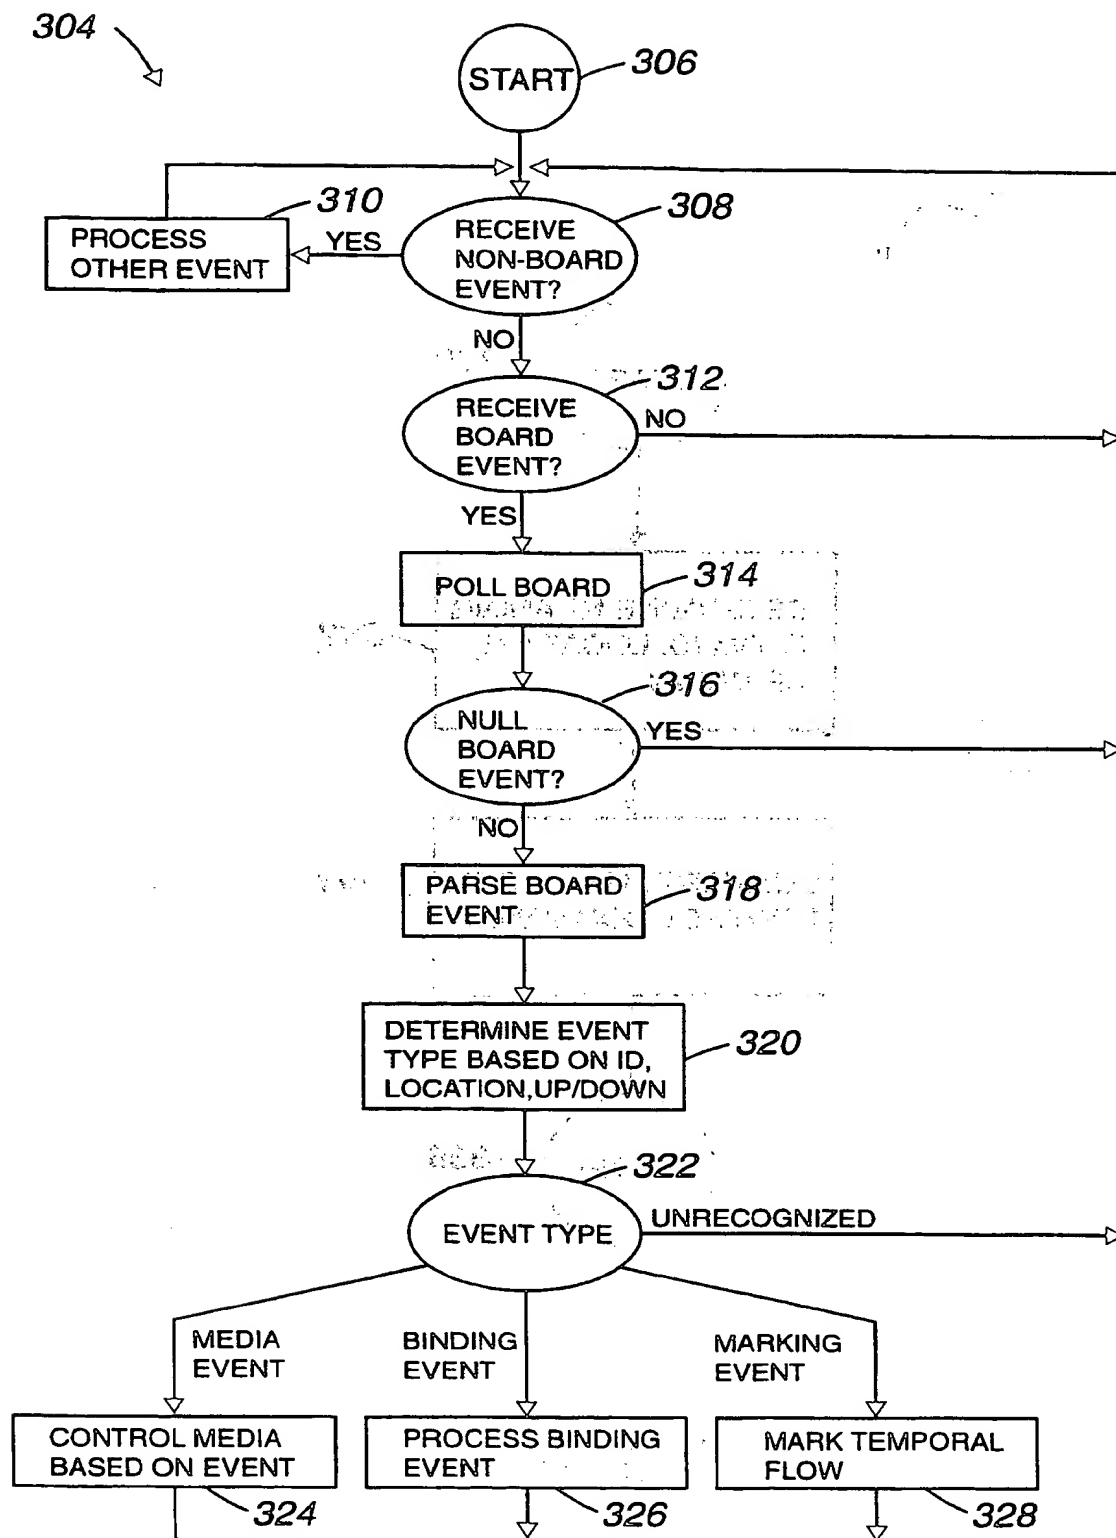 304
START
306
310
308
PROCESS
OTHER EVENT
YES
RECEIVE
NON-BOARD
EVENT?
NO
312
RECEIVE
BOARD
EVENT?
NO
YES
POLL BOARD
314
316
NULL
BOARD
EVENT?
YES
NO
PARSE BOARD
EVENT
318
DETERMINE EVENT
TYPE BASED ON ID,
LOCATION,UP/DOWN
320
322
EVENT TYPE
UNRECOGNIZED
MEDIA
EVENT
BINDING
EVENT
MARKING
EVENT
CONTROL MEDIA
BASED ON EVENT
PROCESS BINDING
EVENT
MARK TEMPORAL
FLOW
324
326
328